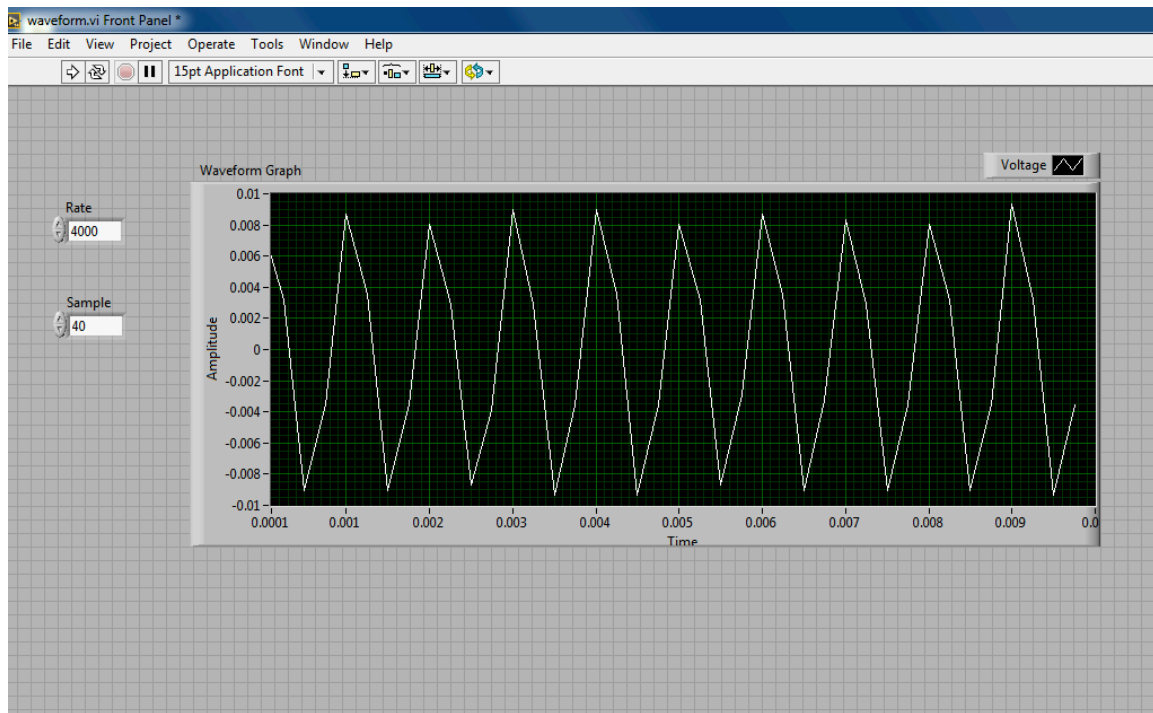 waveform.vi Front Panel *
File Edit View Project Operate Tools Window Help
15pt Application Font
Waveform Graph
Voltage
Rate
4000
Sample
40
Amplitude
0.01
0.008
0.006
0.004
0.002
0
-0.002
-0.004
-0.006
-0.008
-0.01
0.0001 0.001 0.002 0.003 0.004 0.005 0.006 0.007 0.008 0.009 0.0
Time